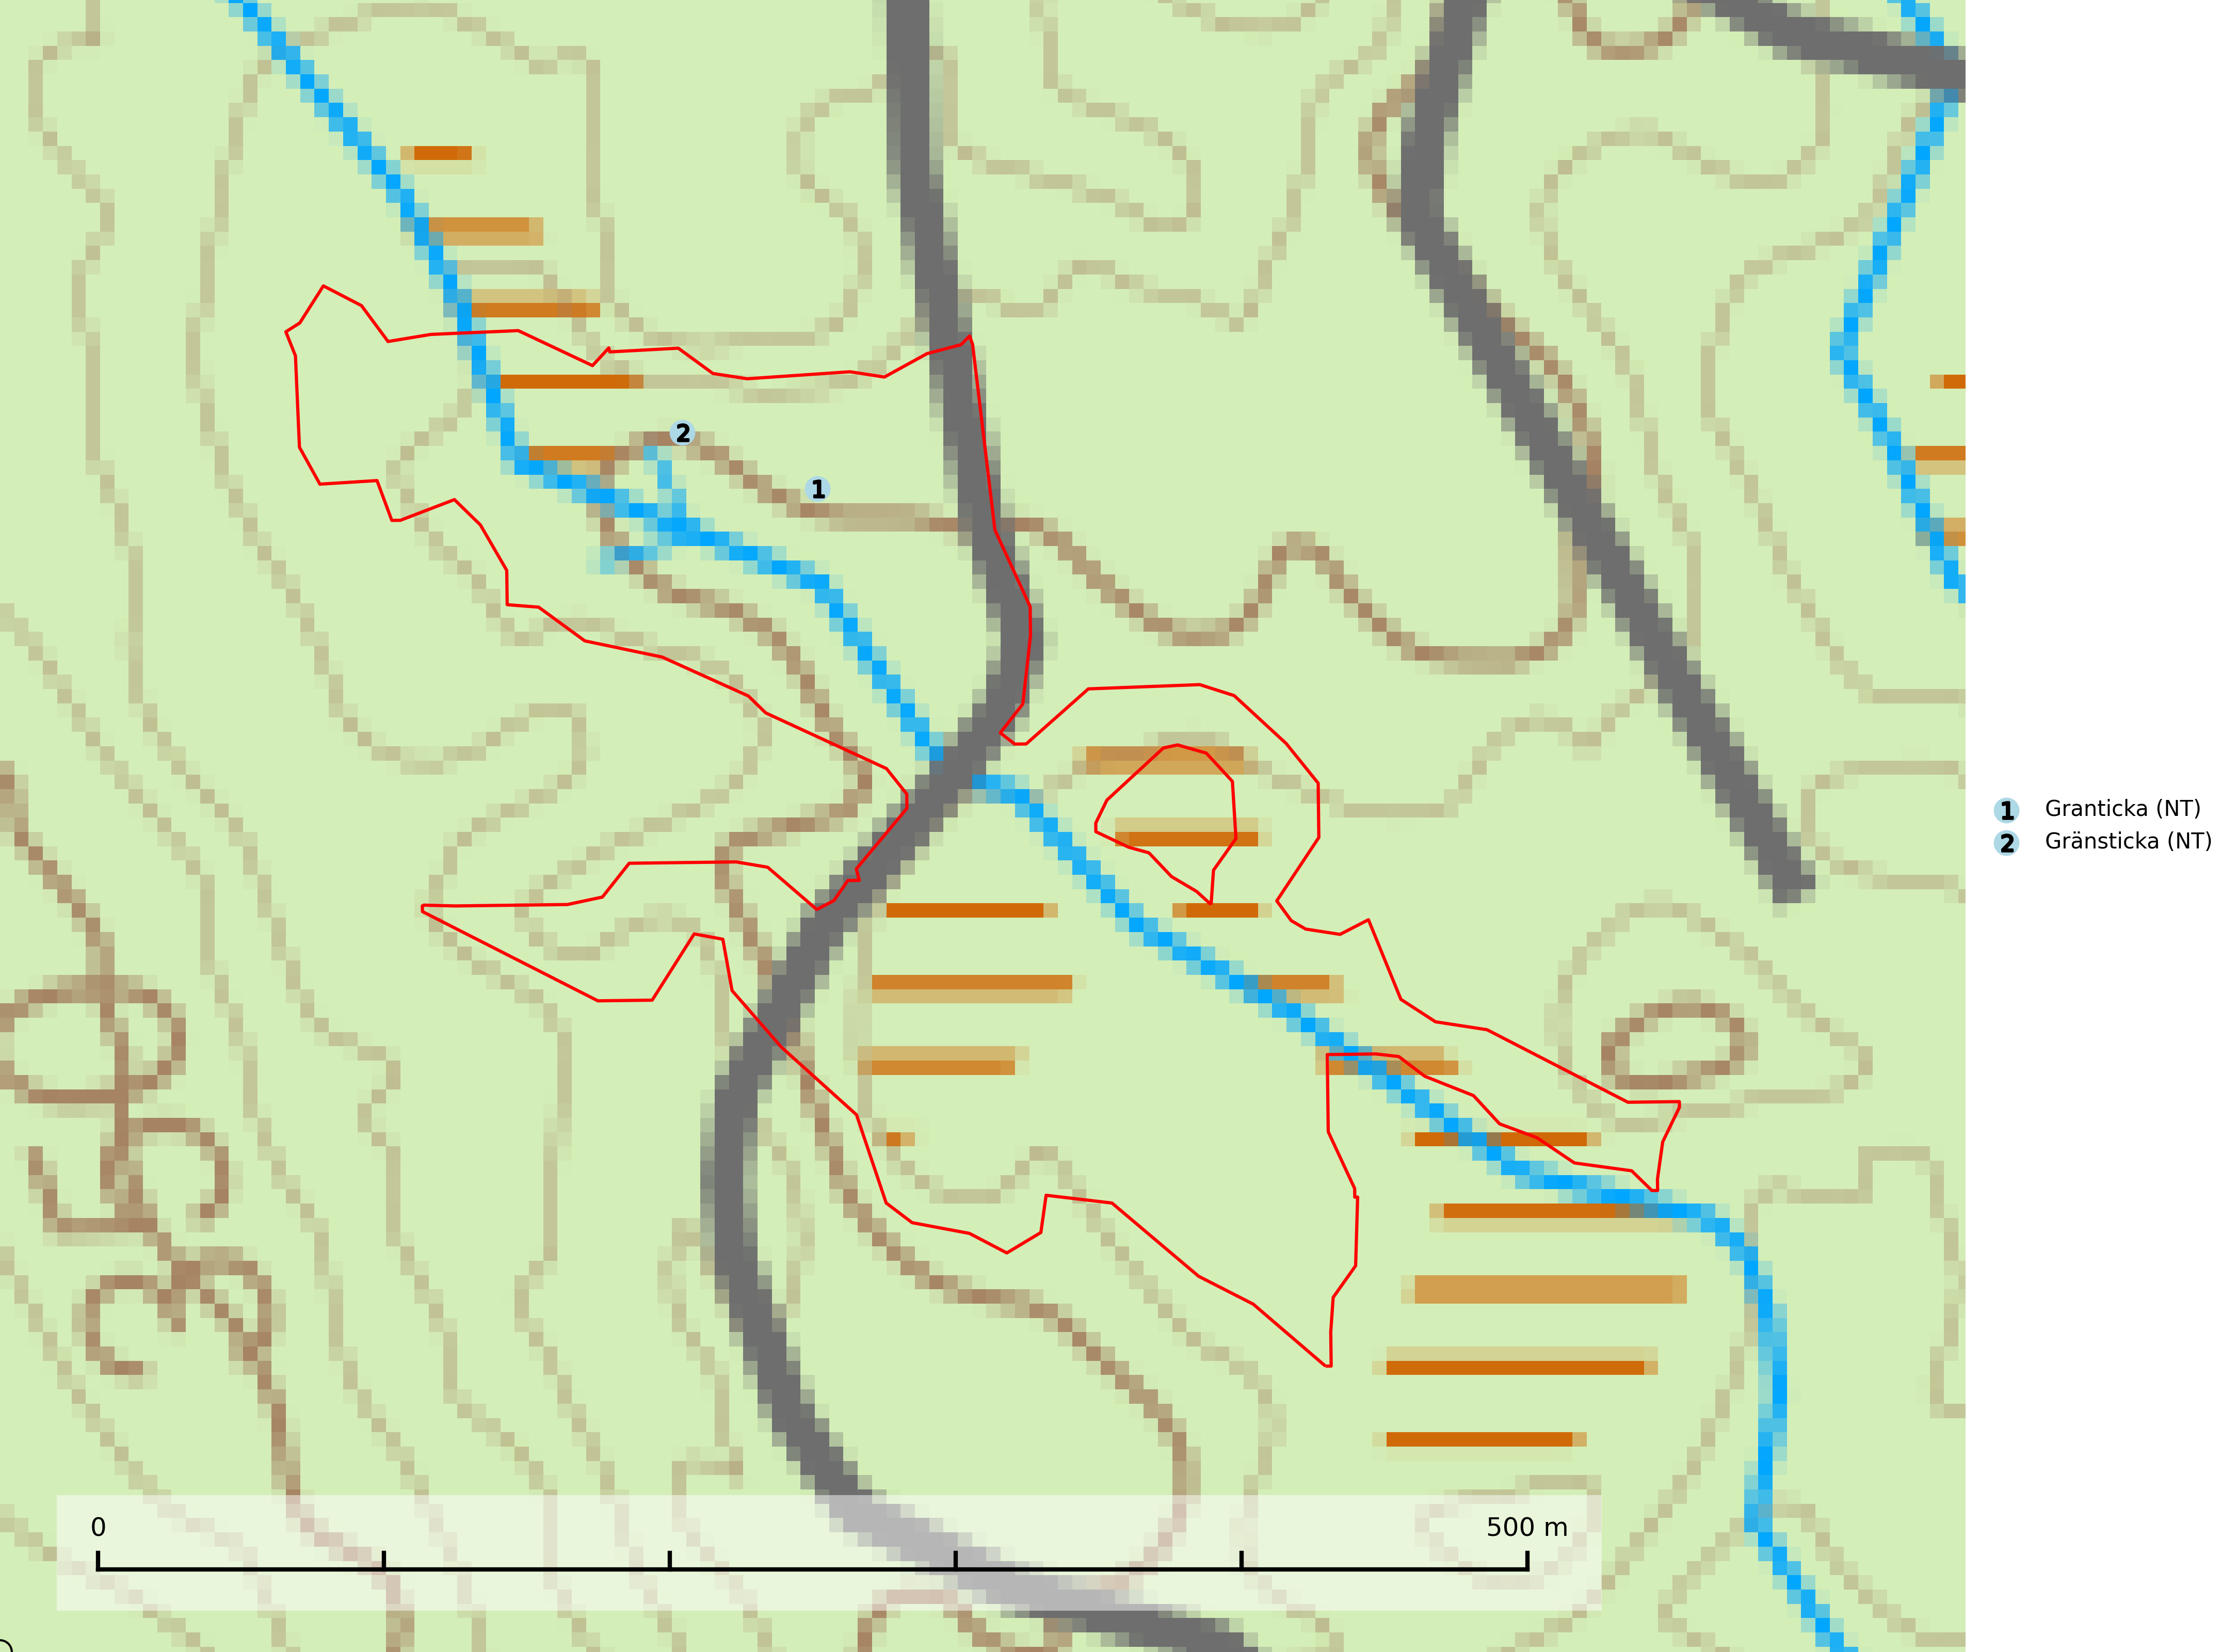 2
1
1 Granticka (NT)
2 Gränsticka (NT)
0 500 m